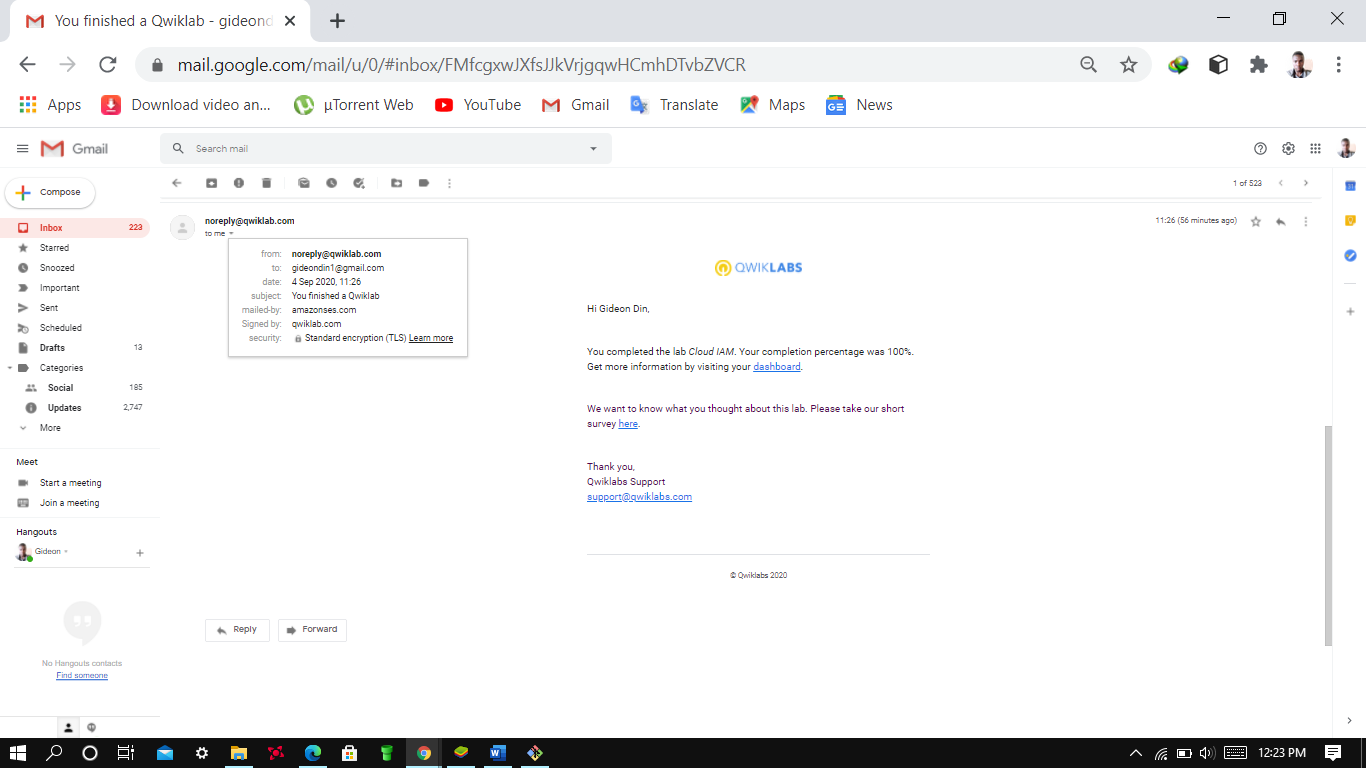 You finished a Qwiklab - gideond
mail.google.com/mail/u/0/#inbox/FMfcgxwJXfsJJkVrjgqwHCmhDTvbZVCR
Apps
Download video an...
µTorrent Web
YouTube
Gmail
Translate
Maps
News
Gmail
Search mail
Compose
1 of 523
Inbox 223
Starred
Snoozed
Important
Sent
Scheduled
Drafts 13
Categories
Social 185
Updates 2,747
More
Meet
Start a meeting
Join a meeting
Hangouts
Gideon
No Hangouts contacts
Find someone
noreply@qwiklab.com
to me
11:26 (56 minutes ago)
from: noreply@qwiklab.com
to: gideondin1@gmail.com
date: 4 Sep 2020, 11:26
subject: You finished a Qwiklab
mailed-by: amazonses.com
Signed by: qwiklab.com
security: Standard encryption (TLS) Learn more
QWIKLABS
Hi Gideon Din,
You completed the lab Cloud IAM. Your completion percentage was 100%.
Get more information by visiting your dashboard.
We want to know what you thought about this lab. Please take our short
survey here.
Thank you,
Qwiklabs Support
support@qwiklabs.com
© Qwiklabs 2020
Reply
Forward
12:23 PM